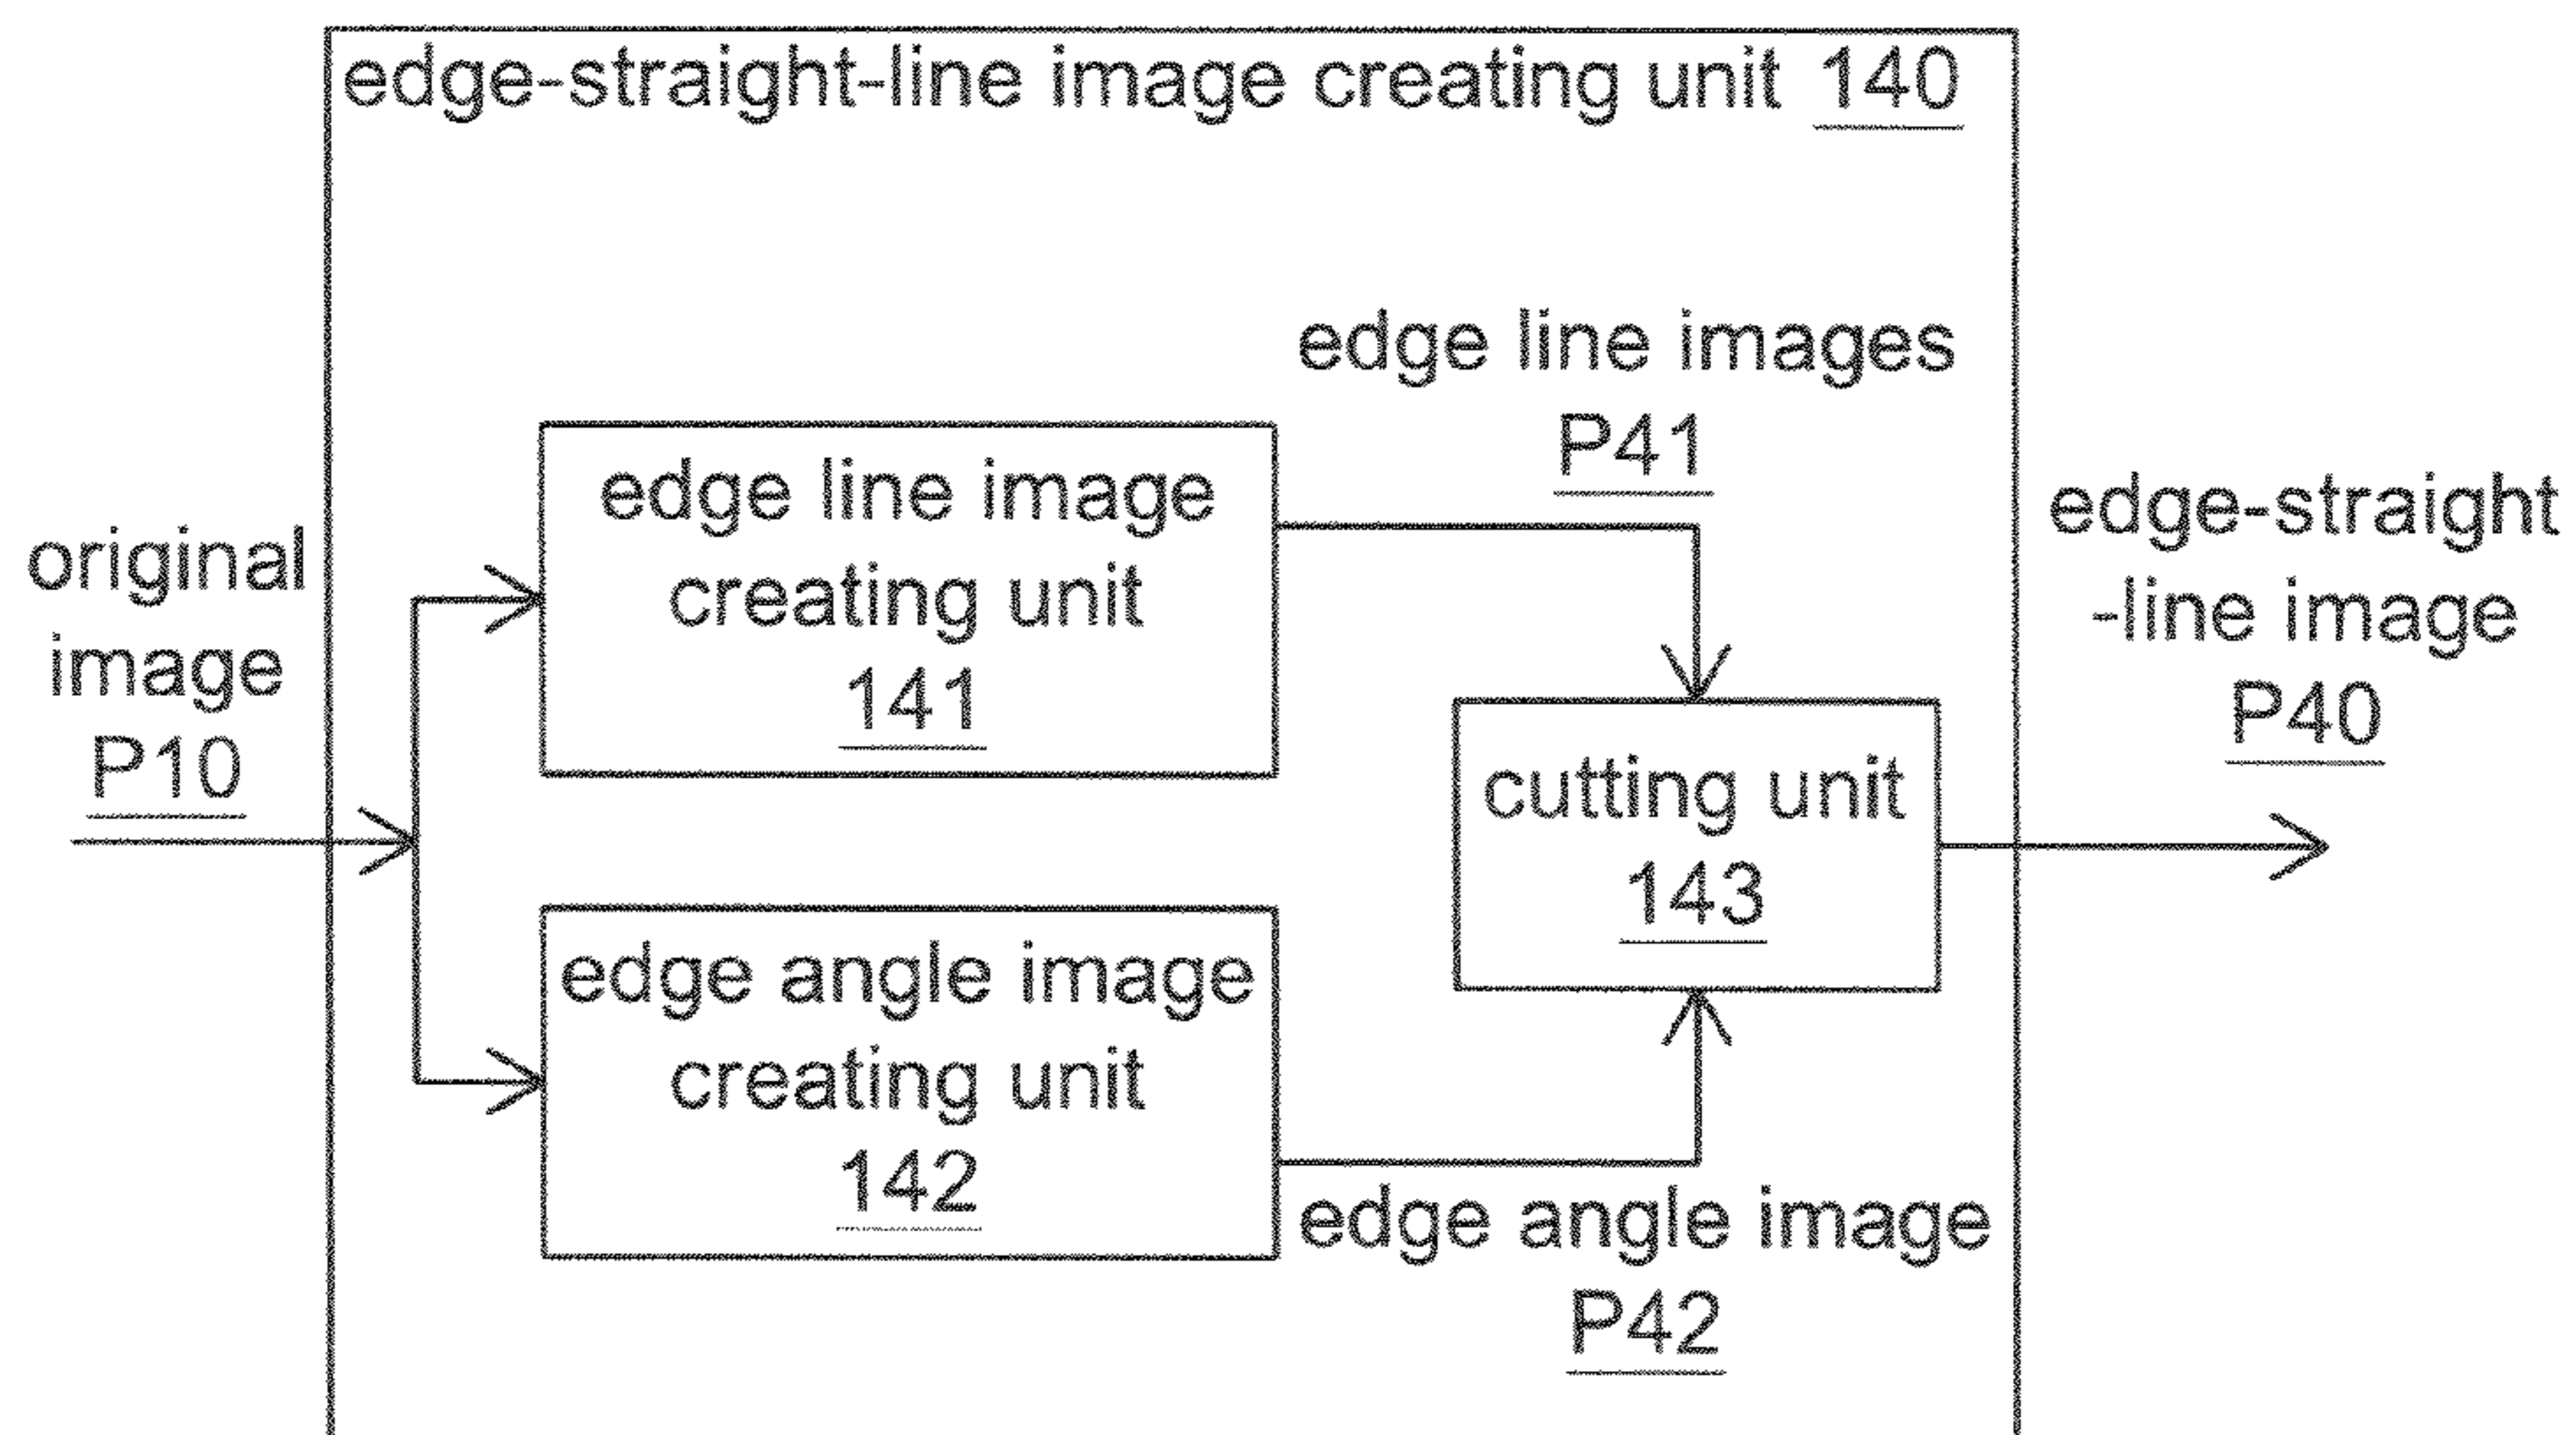 edge-straight-line image creating unit 140
original
image
P10
edge line image
creating unit
141
edge line images
P41
edge angle image
creating unit
142
edge angle image
P42
cutting unit
143
edge-straight
-line image
P40